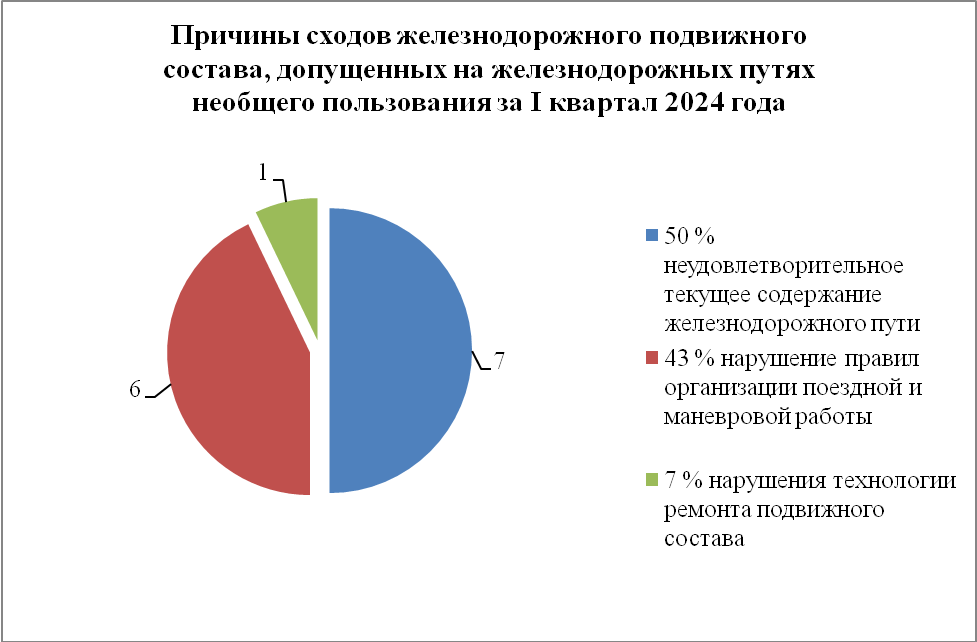 Причины сходов железнодорожного подвижного
состава, допущенных на железнодорожных путях
необщего пользования за I квартал 2024 года
1
7
6
50 %
неудовлетворительное
текущее содержание
железнодорожного пути
43 % нарушение правил
организации поездной и
маневровой работы
7 % нарушения технологии
ремонта подвижного
состава